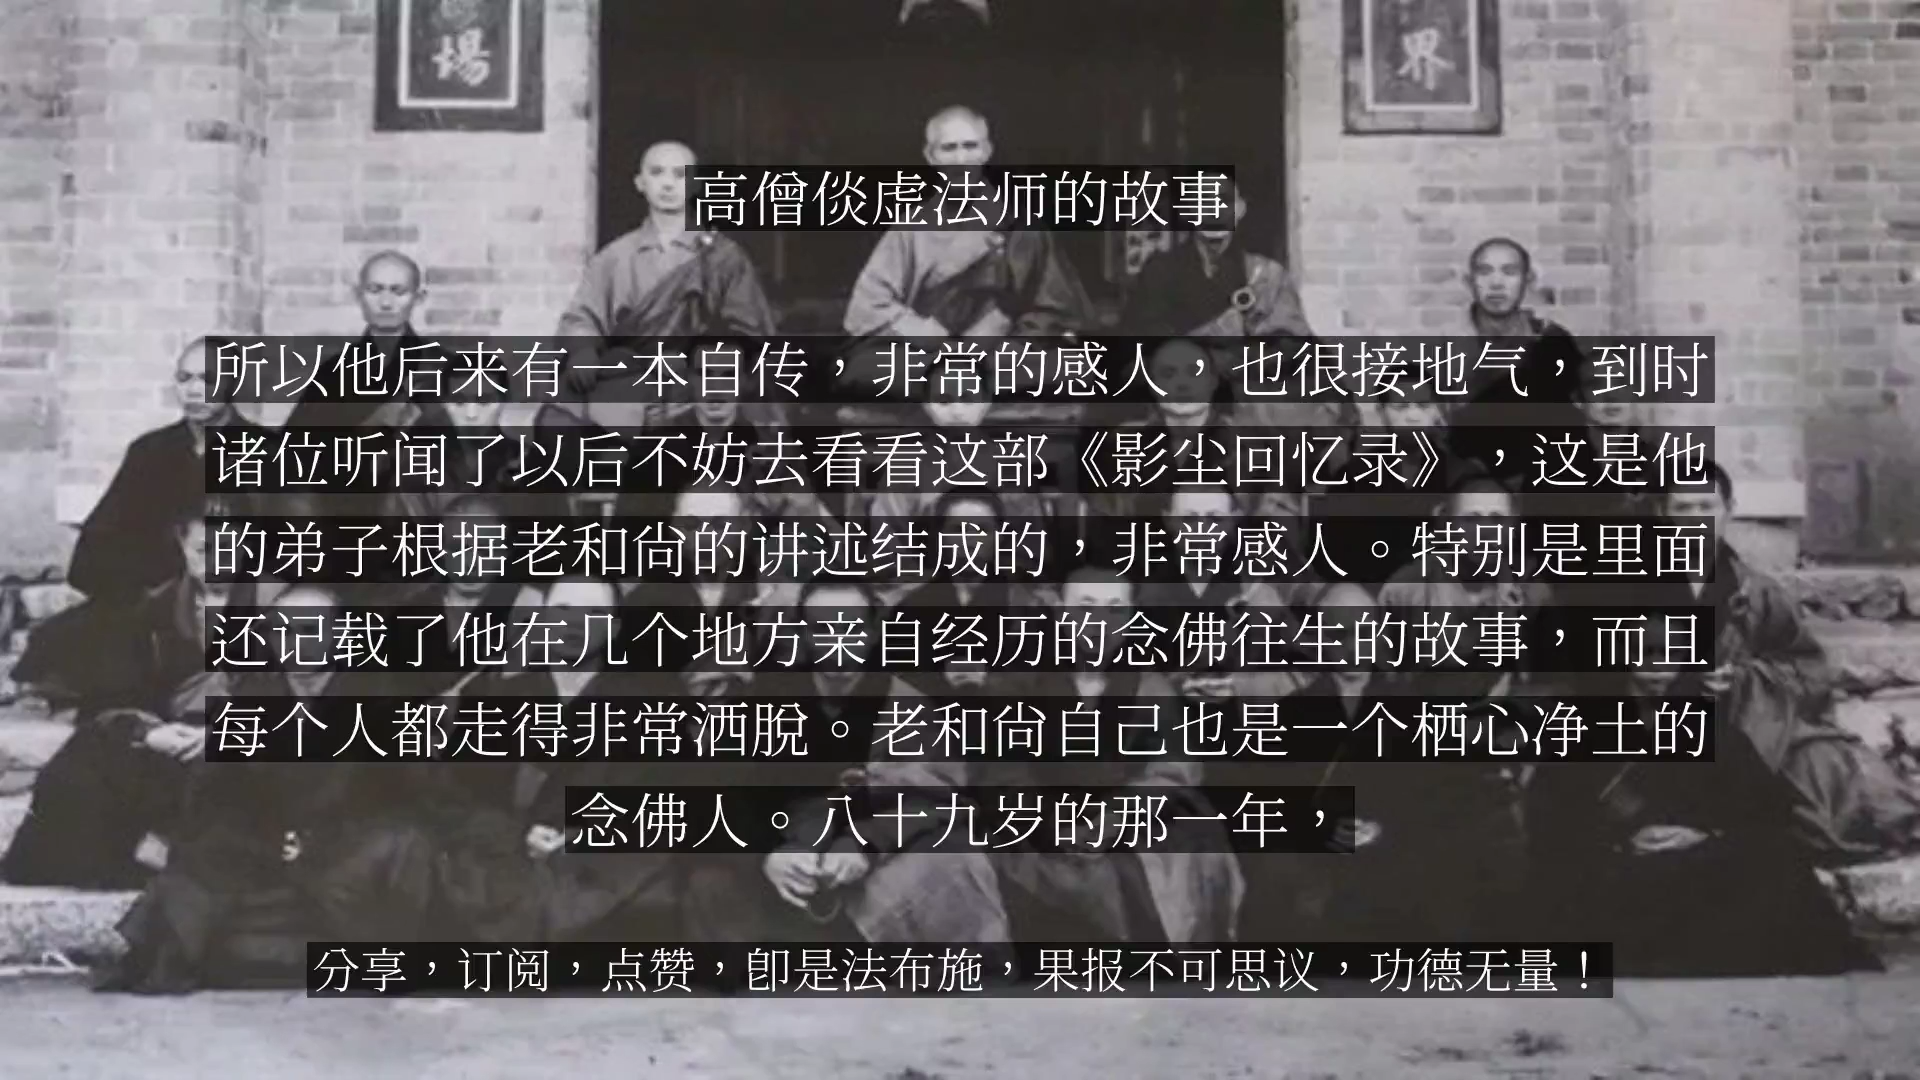 場
界
高僧倓虚法师的故事
所以他后来有一本自传，非常的感人，也很接地气，到时
诸位听闻了以后不妨去看看这部《影尘回忆录》，这是他
的弟子根据老和尚的讲述结成的，非常感人。特别是里面
还记载了他在几个地方亲自经历的念佛往生的故事，而且
每个人都走得非常洒脱。老和尚自己也是一个栖心净土的
念佛人。八十九岁的那一年，
分享，订阅，点赞，即是法布施，果报不可思议，功德无量！